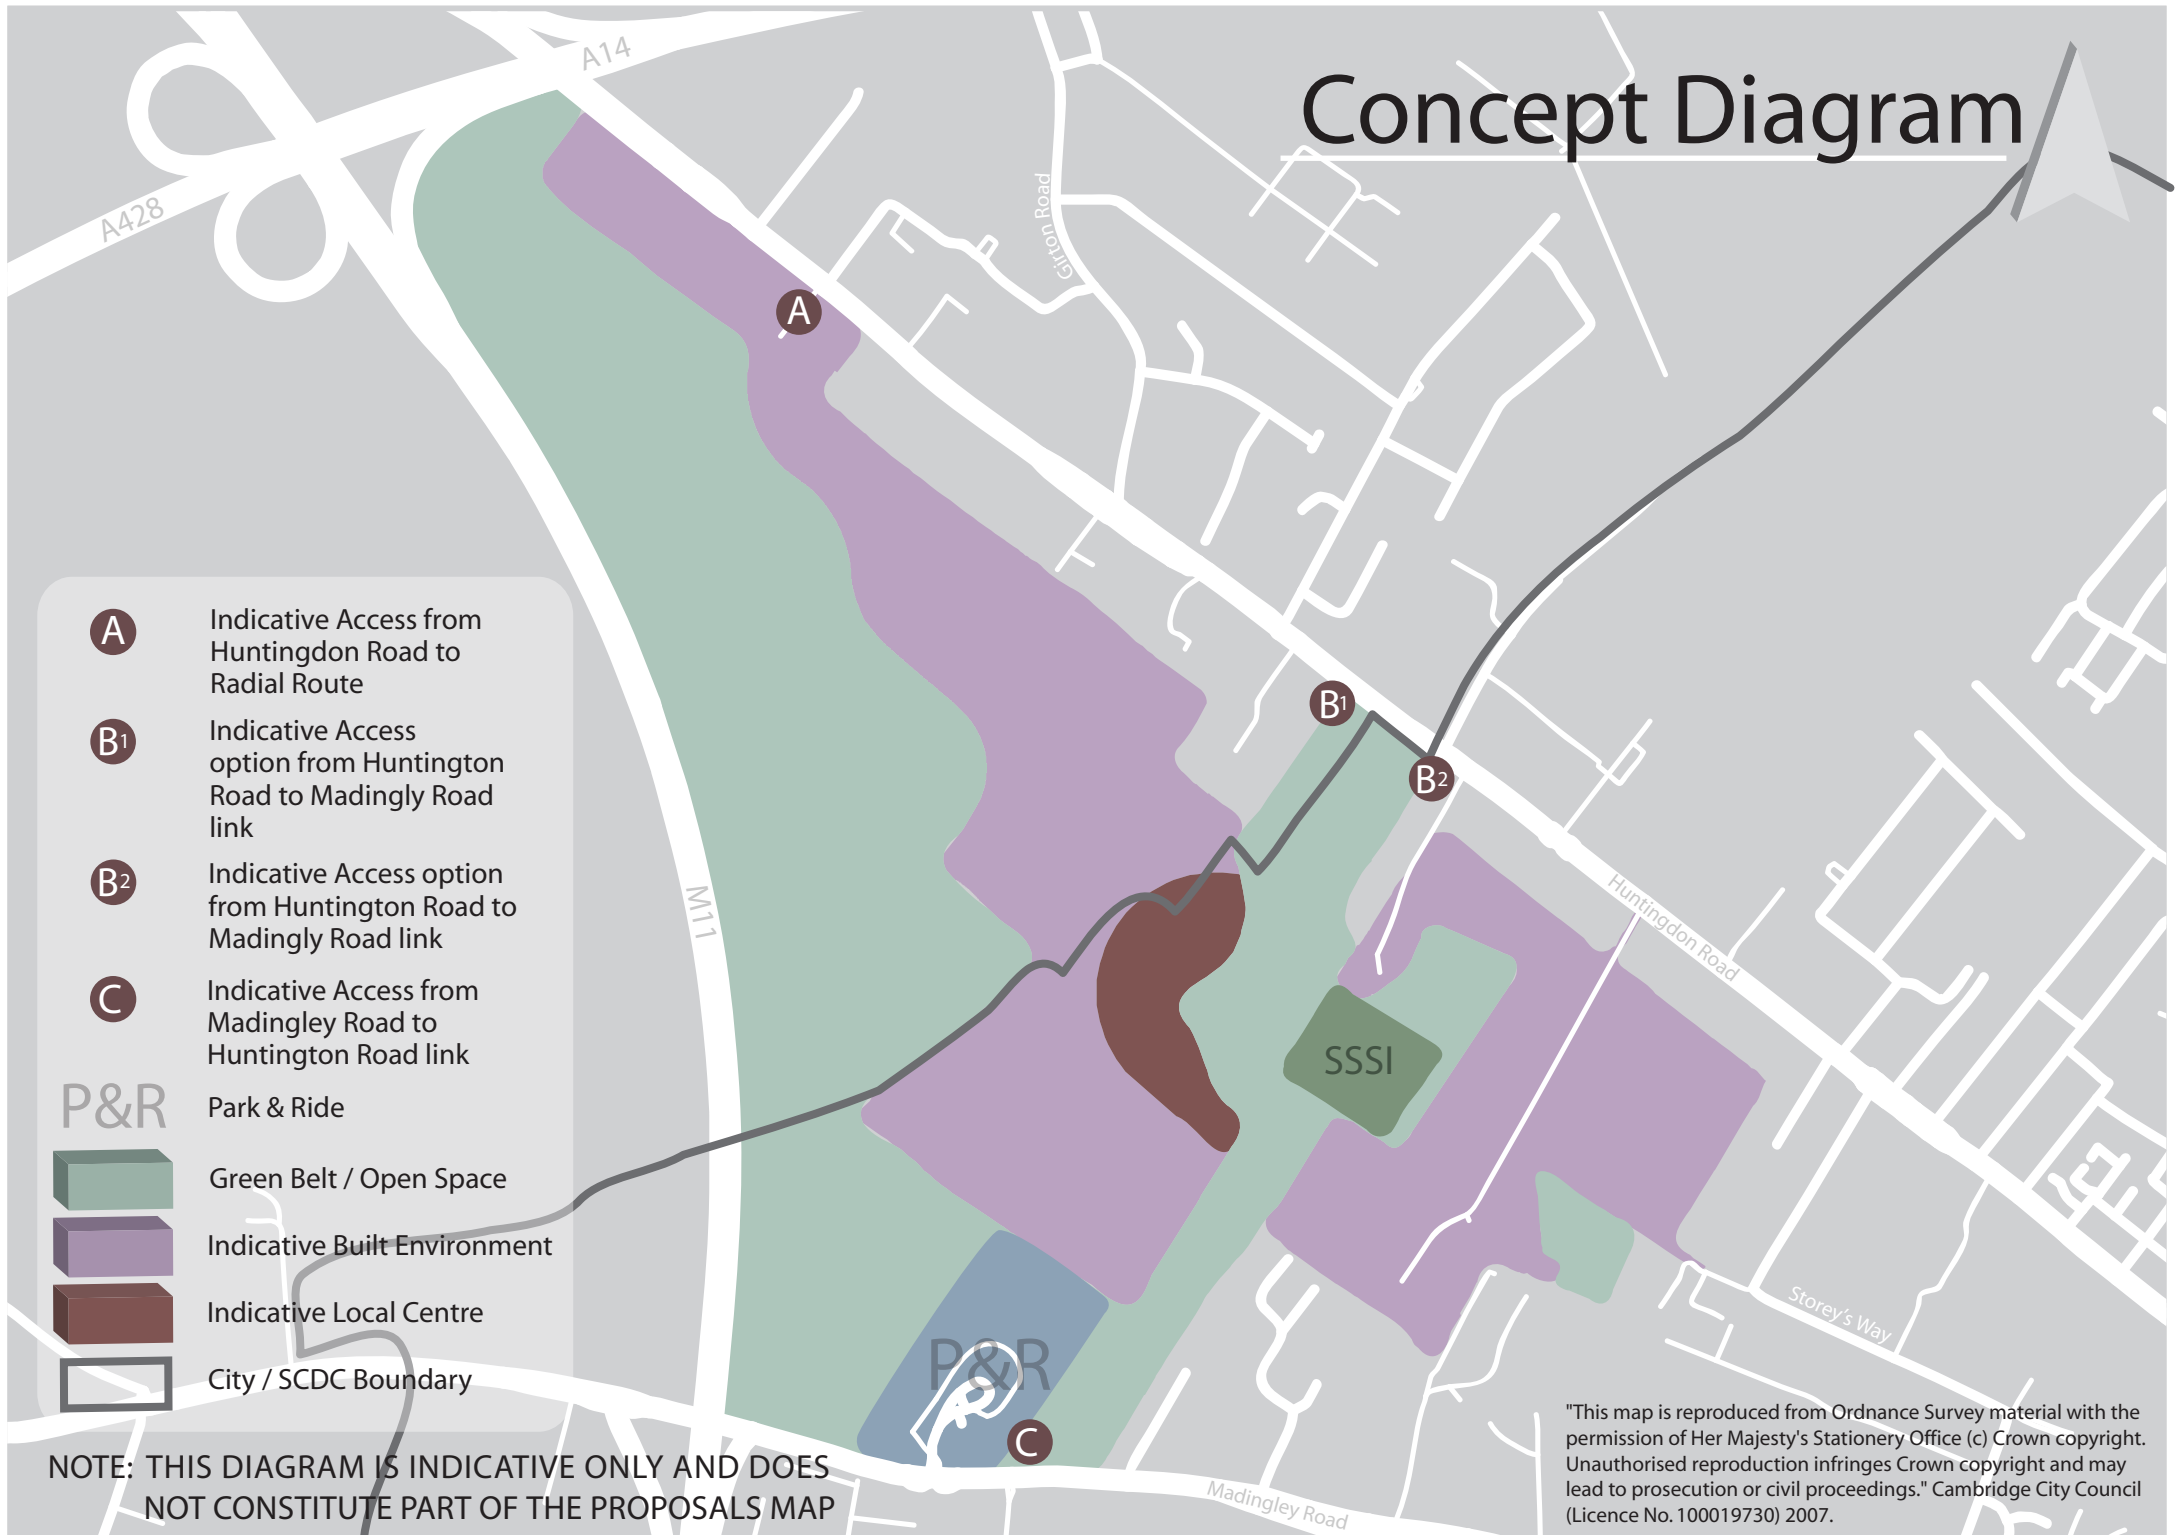 Concept Diagram
A14
A428
Girton Road
A
B1
B2
M11
Huntingdon Road
SSSI
Storey's Way
P&R
C
Madingley Road
A
Indicative Access from
Huntingdon Road to
Radial Route
B1
Indicative Access
option from Huntington
Road to Madingly Road
link
B2
Indicative Access option
from Huntington Road to
Madingly Road link
C
Indicative Access from
Madingley Road to
Huntington Road link
P&R
Park & Ride
Green Belt / Open Space
Indicative Built Environment
Indicative Local Centre
City / SCDC Boundary
NOTE: THIS DIAGRAM IS INDICATIVE ONLY AND DOES
NOT CONSTITUTE PART OF THE PROPOSALS MAP
"This map is reproduced from Ordnance Survey material with the
permission of Her Majesty's Stationery Office (c) Crown copyright.
Unauthorised reproduction infringes Crown copyright and may
lead to prosecution or civil proceedings." Cambridge City Council
(Licence No. 100019730) 2007.